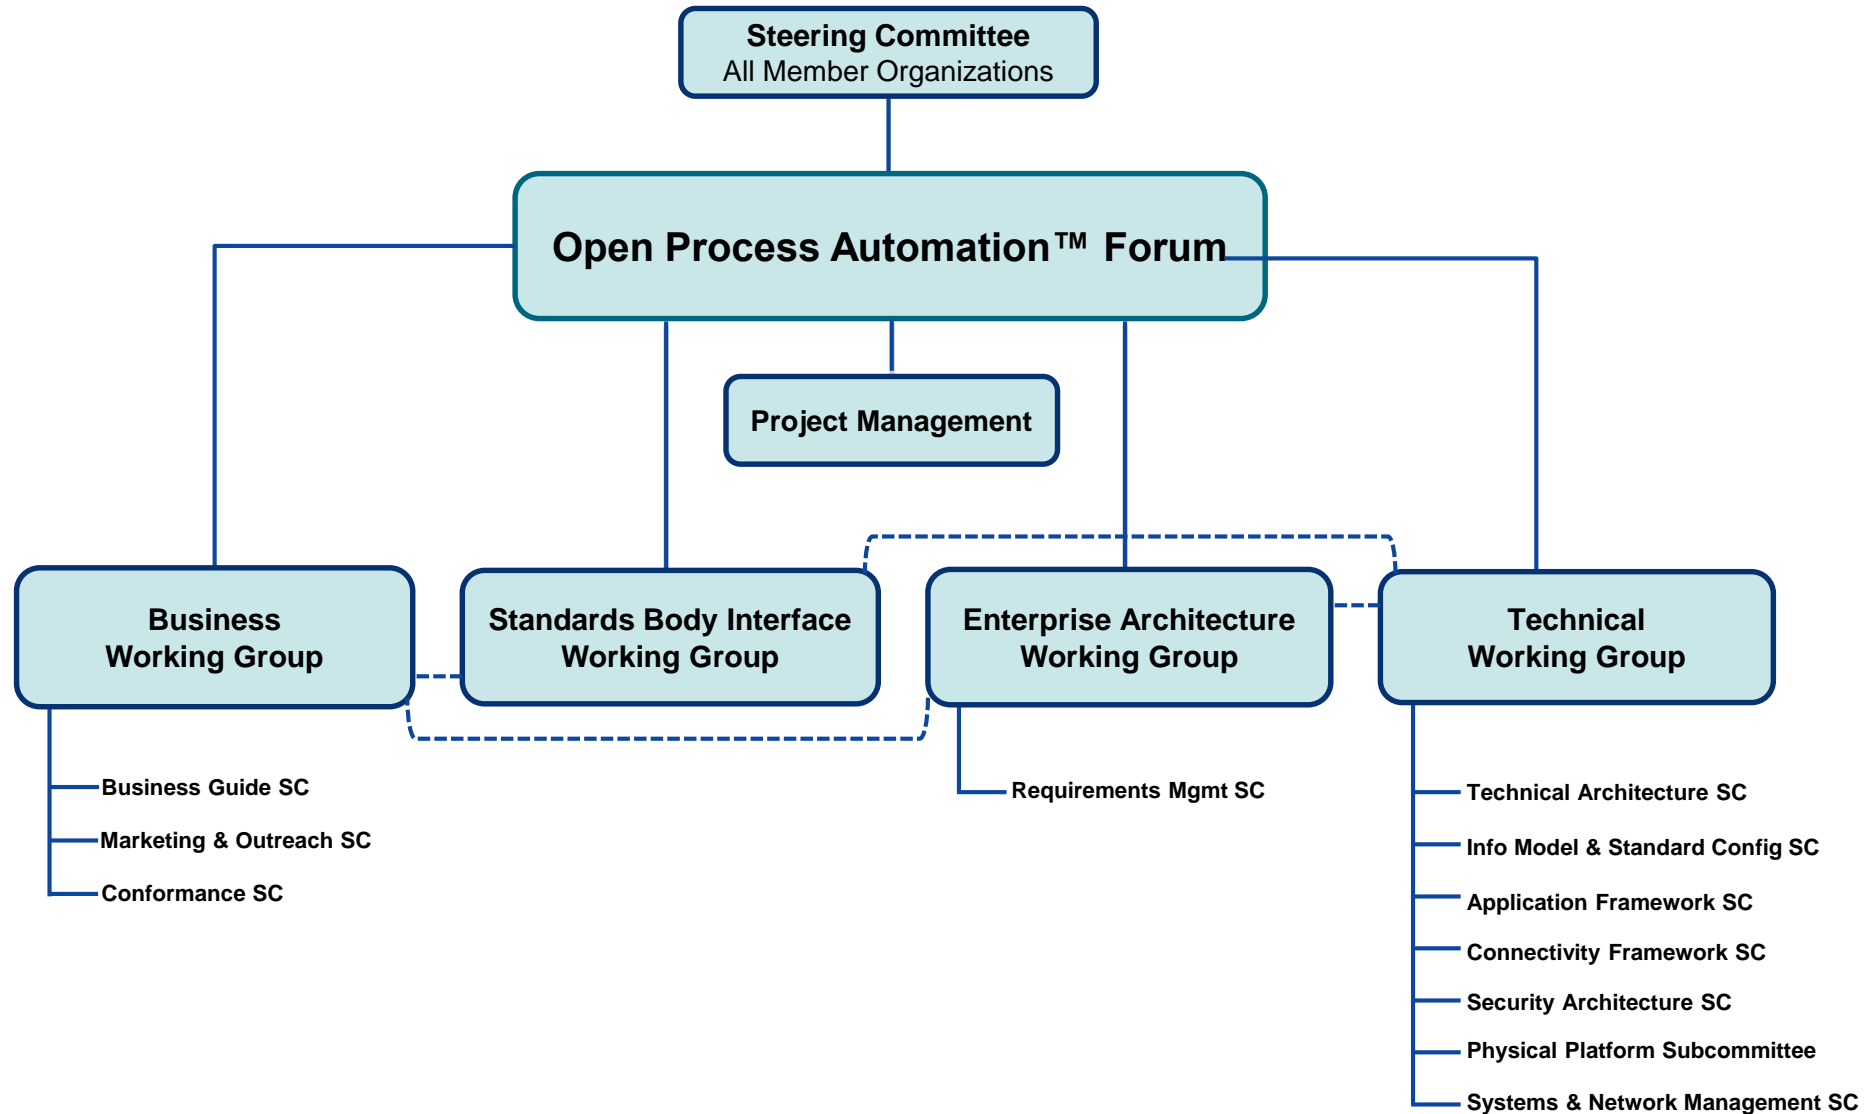 Steering Committee
All Member Organizations
Open Process Automation™ Forum
Project Management
Business
Working Group
Standards Body Interface
Working Group
Enterprise Architecture
Working Group
Technical
Working Group
Business Guide SC
Marketing & Outreach SC
Conformance SC
Requirements Mgmt SC
Technical Architecture SC
Info Model & Standard Config SC
Application Framework SC
Connectivity Framework SC
Security Architecture SC
Physical Platform Subcommittee
Systems & Network Management SC